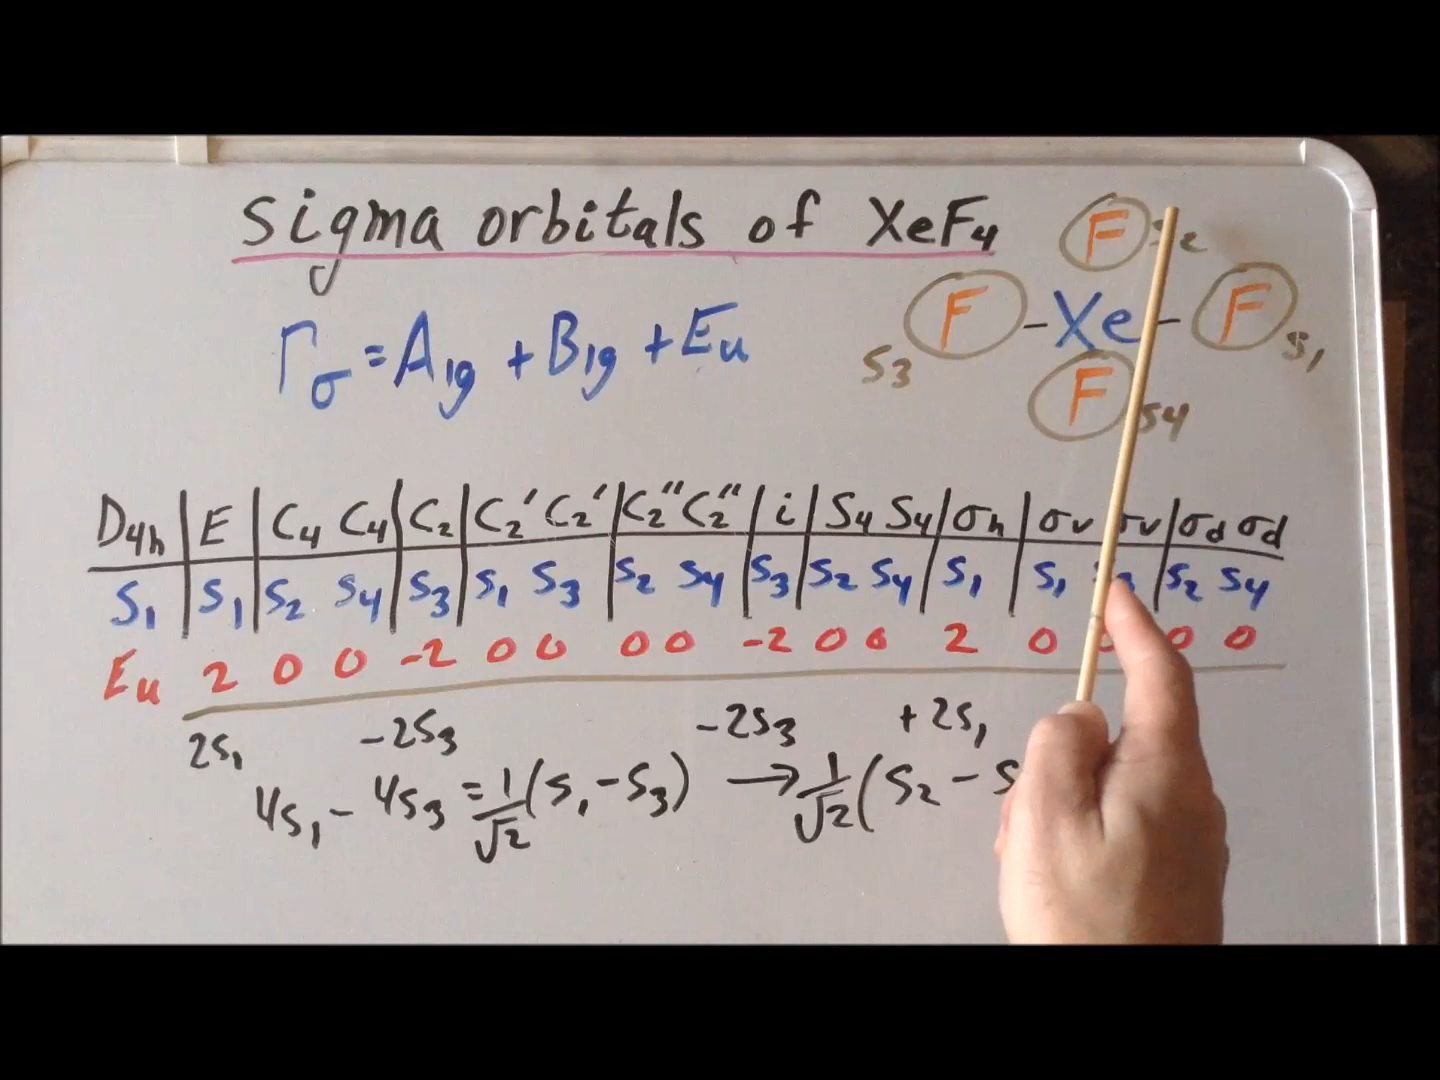 Sigma orbitals of XeF4
F S2
F - Xe - F
S3 S1
F S4
Γσ = A1g + B1g + Eu
D4h | E | C4 C4 | C2 | C2' C2' | C2" C2" | i | S4 S4 | σh | σv σv | σd σd
S1 | S1 | S2 S4 | S3 | S1 S3 | S2 S4 | S3 | S2 S4 | S1 | S1 | S2 S4
Eu 2 0 0 -2 0 0 0 0 -2 0 0 2 0 0 0
2S1 -2S3 -2S3 +2S1
4S1 - 4S3 = 1/√2 (S1 - S3) → 1/√2 (S2 - S